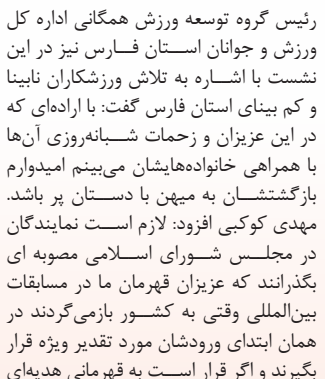 رئیس گروه توسعه ورزش همگانی اداره کل
ورزش و جوانان استان فارس نیز در این
نشست با اشاره به تلاش ورزشکاران نابینا
و کم بینای استان فارس گفت: با اراده‌ای که
در این عزیزان و زحمات شبانه‌روزی آن‌ها
با همراهی خانواده‌هایشان می‌بینم امیدوارم
بازگشتشان به میهن با دستان پر باشد.
مهدی کوکبی افزود: لازم است نمایندگان
در مجلس شورای اسلامی مصوبه ای
بگذرانند که عزیزان قهرمان ما در مسابقات
بین‌المللی وقتی به کشور بازمی‌گردند در
همان ابتدای ورودشان مورد تقدیر ویژه قرار
بگیرند و اگر قرار است به قهرمانی هدیه‌ای